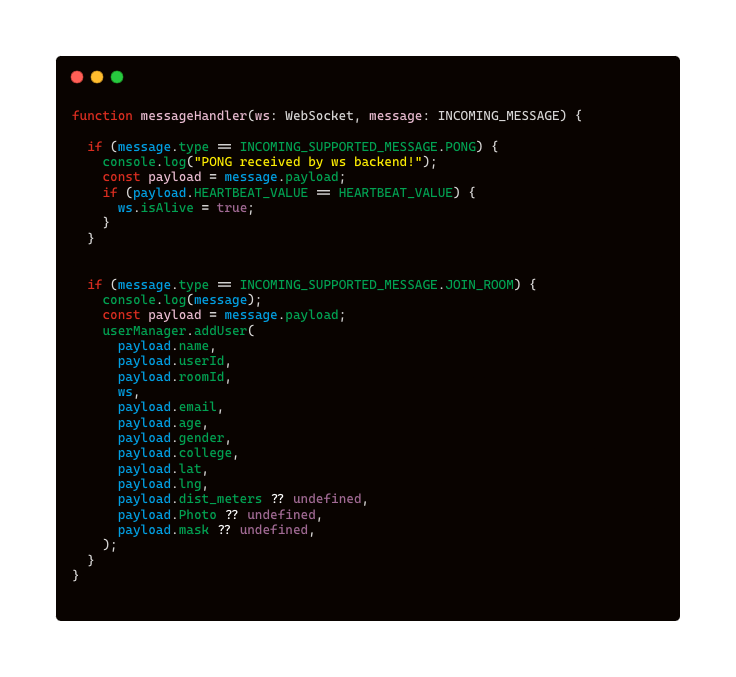 function messageHandler(ws: WebSocket, message: INCOMING_MESSAGE) {
if (message.type == INCOMING_SUPPORTED_MESSAGE.PONG) {
console.log("PONG received by ws backend!");
const payload = message.payload;
if (payload.HEARTBEAT_VALUE == HEARTBEAT_VALUE) {
ws.isAlive = true;
}
}
if (message.type == INCOMING_SUPPORTED_MESSAGE.JOIN_ROOM) {
console.log(message);
const payload = message.payload;
userManager.addUser(
payload.name,
payload.userId,
payload.roomId,
ws,
payload.email,
payload.age,
payload.gender,
payload.college,
payload.lat,
payload.lng,
payload.dist_meters ?? undefined,
payload.Photo ?? undefined,
payload.mask ?? undefined,
);
}
}